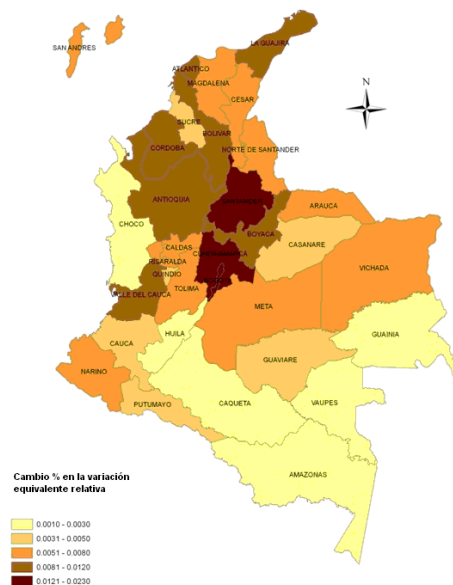 SAN ANDRES
LA GUAJIRA
ATLANTICO
MAGDALENA
N
CESAR
SUCRE
BOLIVAR
CORDOBA
NORTE DE SANTANDER
ANTIOQUIA
SANTANDER
ARAUCA
CHOCO
BOYACA
CALDAS
CUNDINAMARCA
CASANARE
RISARALDA
VICHADA
QUINDIO
TOLIMA
VALLE DEL CAUCA
META
HUILA
GUAINIA
CAUCA
GUAVIARE
NARINO
CAQUETA
VAUPES
PUTUMAYO
AMAZONAS
Cambio % en la variación
equivalente relativa
0.0010 - 0.0030
0.0031 - 0.0050
0.0051 - 0.0080
0.0081 - 0.0120
0.0121 - 0.0230